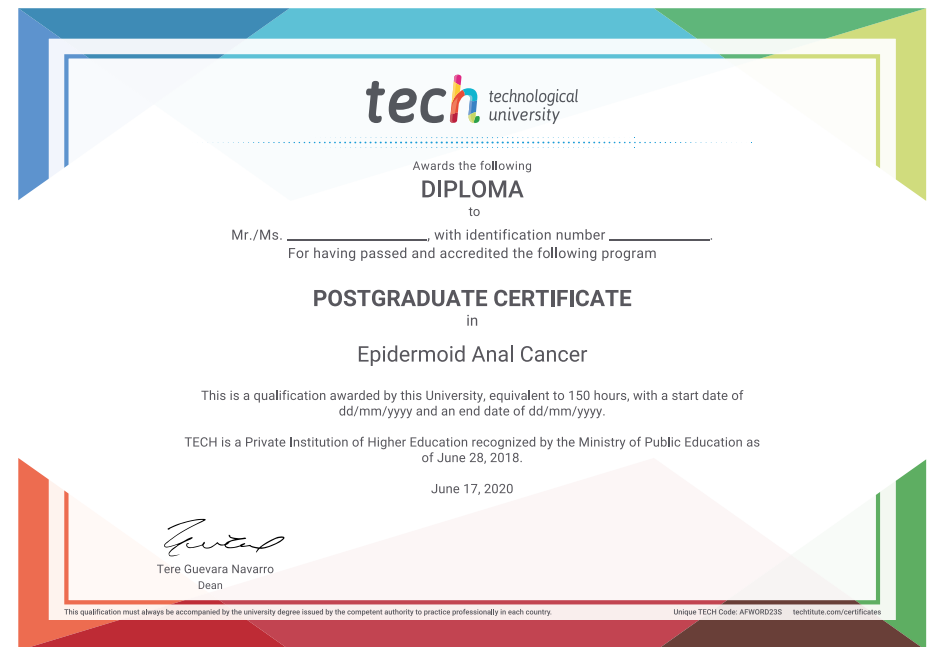 tech technological
university
Awards the following
DIPLOMA
to
Mr./Ms. ____________________, with identification number ______________.
For having passed and accredited the following program
POSTGRADUATE CERTIFICATE
in
Epidermoid Anal Cancer
This is a qualification awarded by this University, equivalent to 150 hours, with a start date of
dd/mm/yyyy and an end date of dd/mm/yyyy.
TECH is a Private Institution of Higher Education recognized by the Ministry of Public Education as
of June 28, 2018.
June 17, 2020
Tere Guevara Navarro
Dean
This qualification must always be accompanied by the university degree issued by the competent authority to practice professionally in each country.
Unique TECH Code: AFWORD23S techtitute.com/certificates